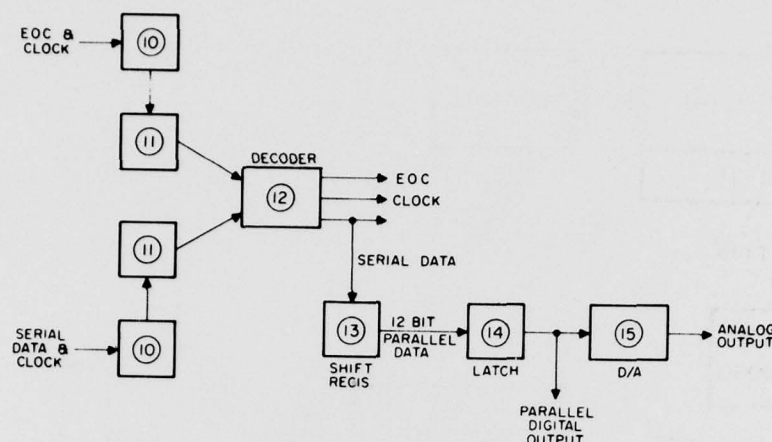 EOC &
CLOCK
10
11
DECODER
12
EOC
CLOCK
11
SERIAL DATA
SERIAL
DATA &
CLOCK
10
13
12 BIT
PARALLEL
DATA
14
15
ANALOG
OUTPUT
SHIFT
RECIS
LATCH
D/A
PARALLEL
DIGITAL
OUTPUT